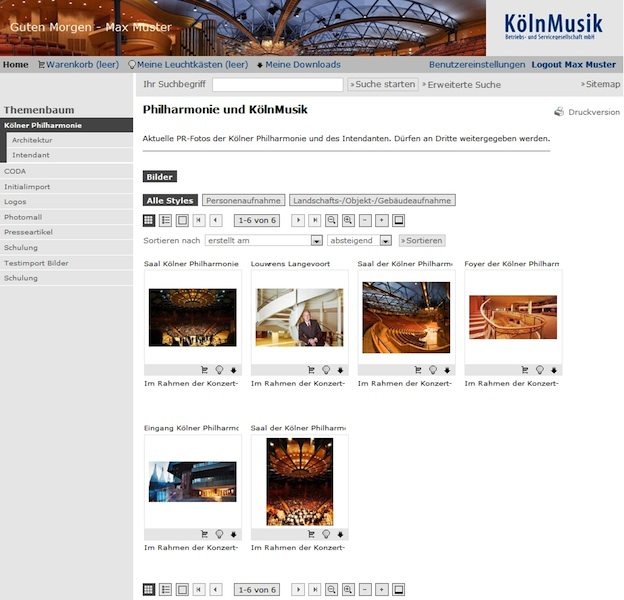 Guten Morgen - Max Muster
KölnMusik
Betriebs- und Servicegesellschaft mbH
Home Warenkorb (leer) Meine Leuchtkästen (leer) Meine Downloads Benutzereinstellungen Logout Max Muster
Ihr Suchbegriff » Suche starten » Erweiterte Suche » Sitemap
Themenbaum
Kölner Philharmonie
Architektur
Intendant
CODA
Initialimport
Logos
Photomall
Presseartikel
Schulung
Testimport Bilder
Schulung
Philharmonie und KölnMusik
Druckversion
Aktuelle PR-Fotos der Kölner Philharmonie und des Intendanten. Dürfen an Dritte weitergegeben werden.
Bilder
Alle Styles Personenaufnahme Landschafts-/Objekt-/Gebäudeaufnahme
1-6 von 6
Sortieren nach erstellt am absteigend » Sortieren
Saal Kölner Philharmonie Louwrens Langevoort Saal der Kölner Philharm Foyer der Kölner Philharm
Im Rahmen der Konzert- Im Rahmen der Konzert- Im Rahmen der Konzert- Im Rahmen der Konzert-
Eingang Kölner Philharmo Saal der Kölner Philharm
Im Rahmen der Konzert- Im Rahmen der Konzert-
1-6 von 6